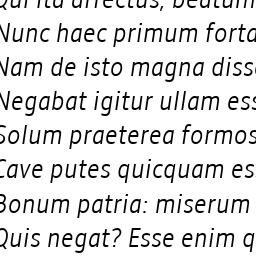 Qui ita affectus, beatum
Nunc haec primum forta
Nam de isto magna diss
Negabat igitur ullam ess
Solum praeterea formos
Cave putes quicquam es
Bonum patria: miserum
Quis negat? Esse enim q